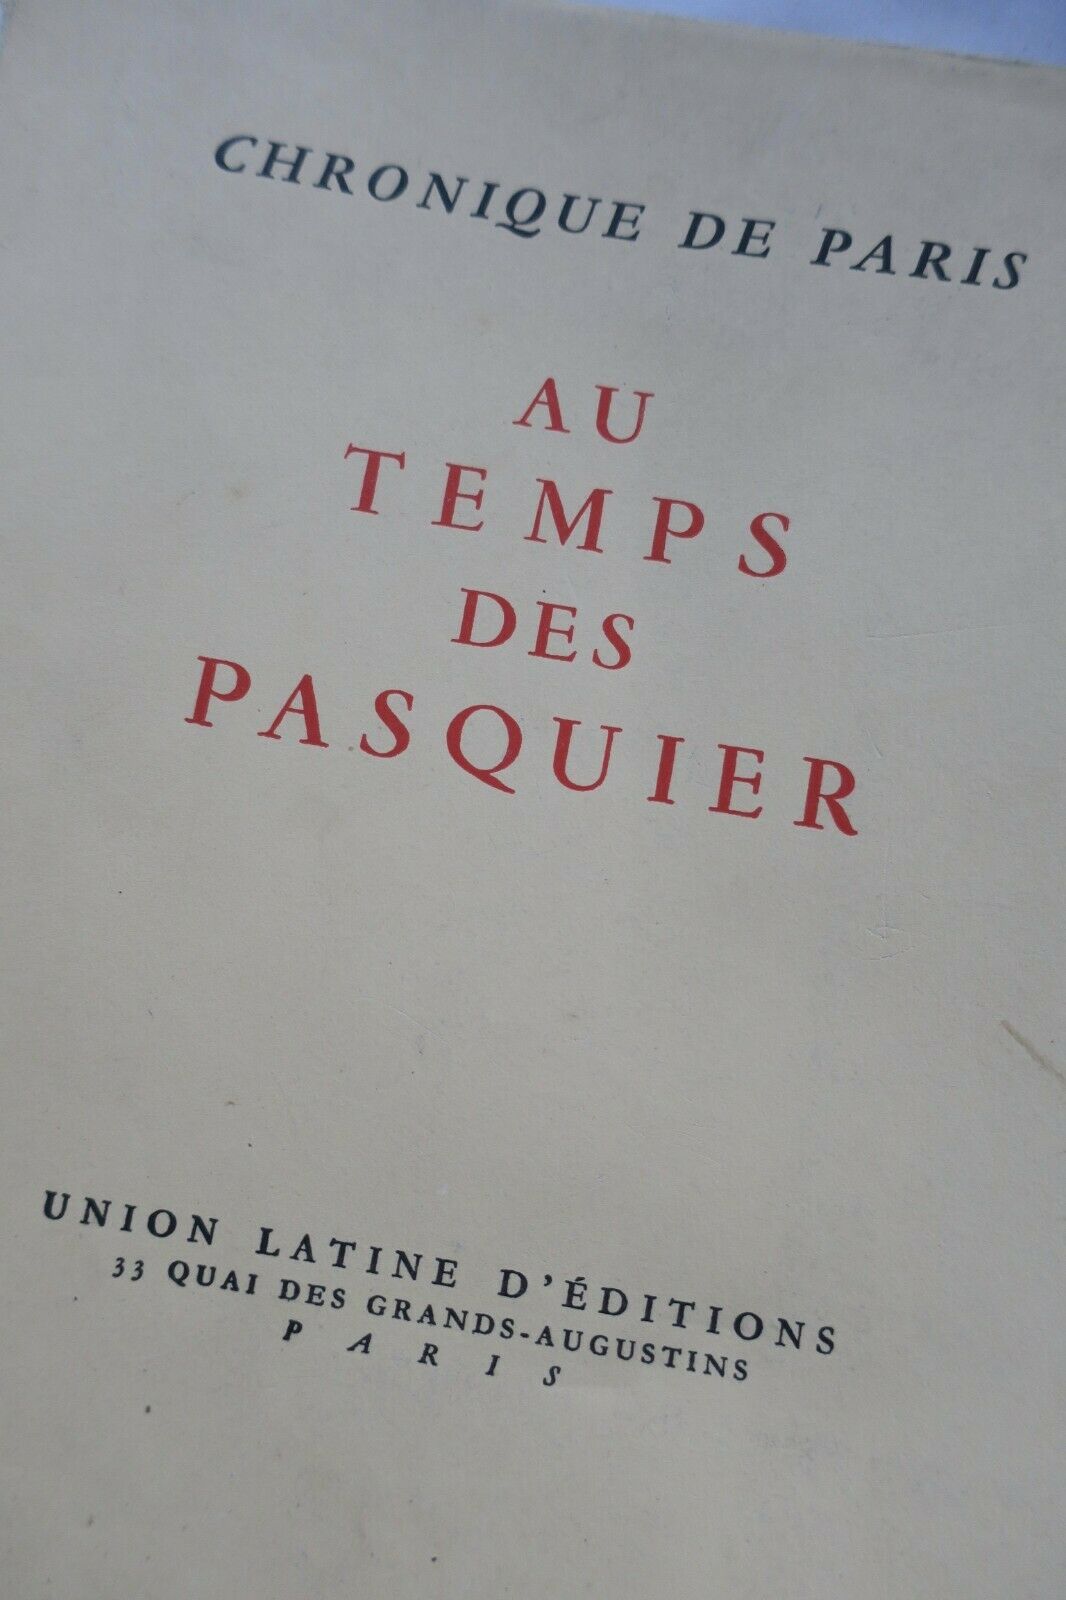 CHRONIQUE DE PARIS
AU
TEMPS
DES
PASQUIER
UNION LATINE D'ÉDITIONS
33 QUAI DES GRANDS-AUGUSTINS
PARIS